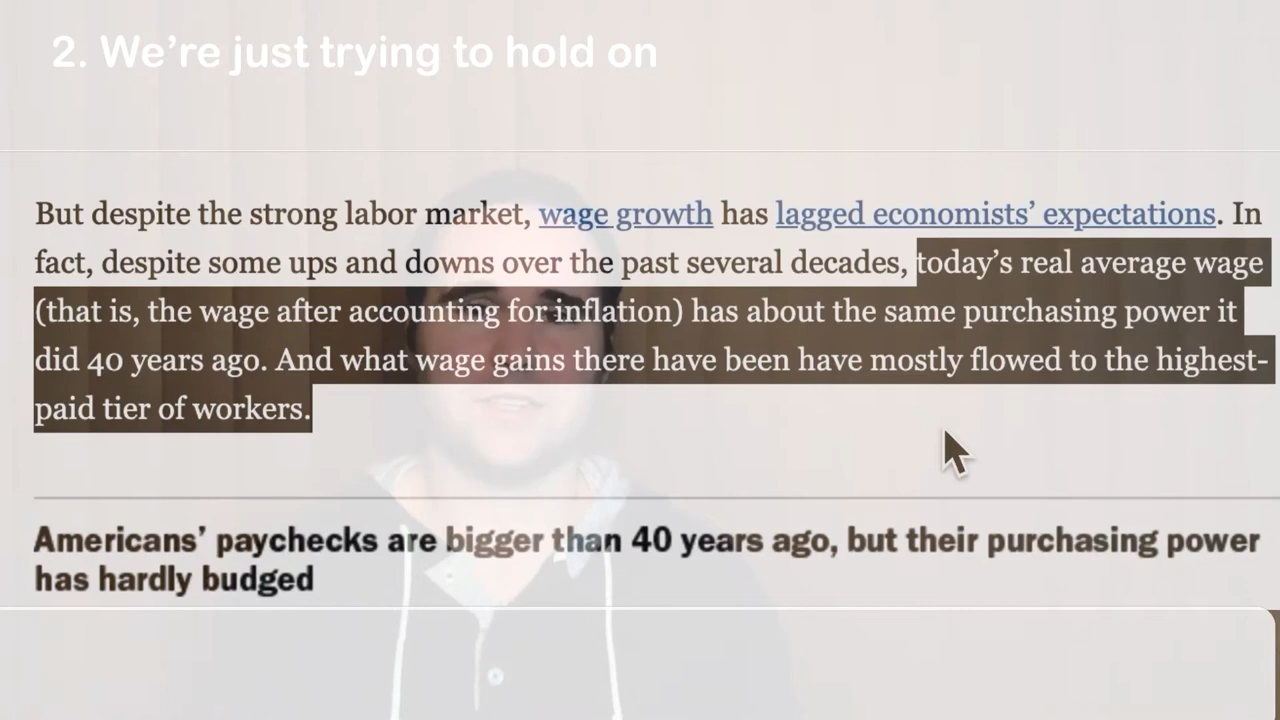 2. We’re just trying to hold on
But despite the strong labor market, wage growth has lagged economists’ expectations. In
fact, despite some ups and downs over the past several decades, today’s real average wage
(that is, the wage after accounting for inflation) has about the same purchasing power it
did 40 years ago. And what wage gains there have been have mostly flowed to the highest-
paid tier of workers.
Americans’ paychecks are bigger than 40 years ago, but their purchasing power
has hardly budged